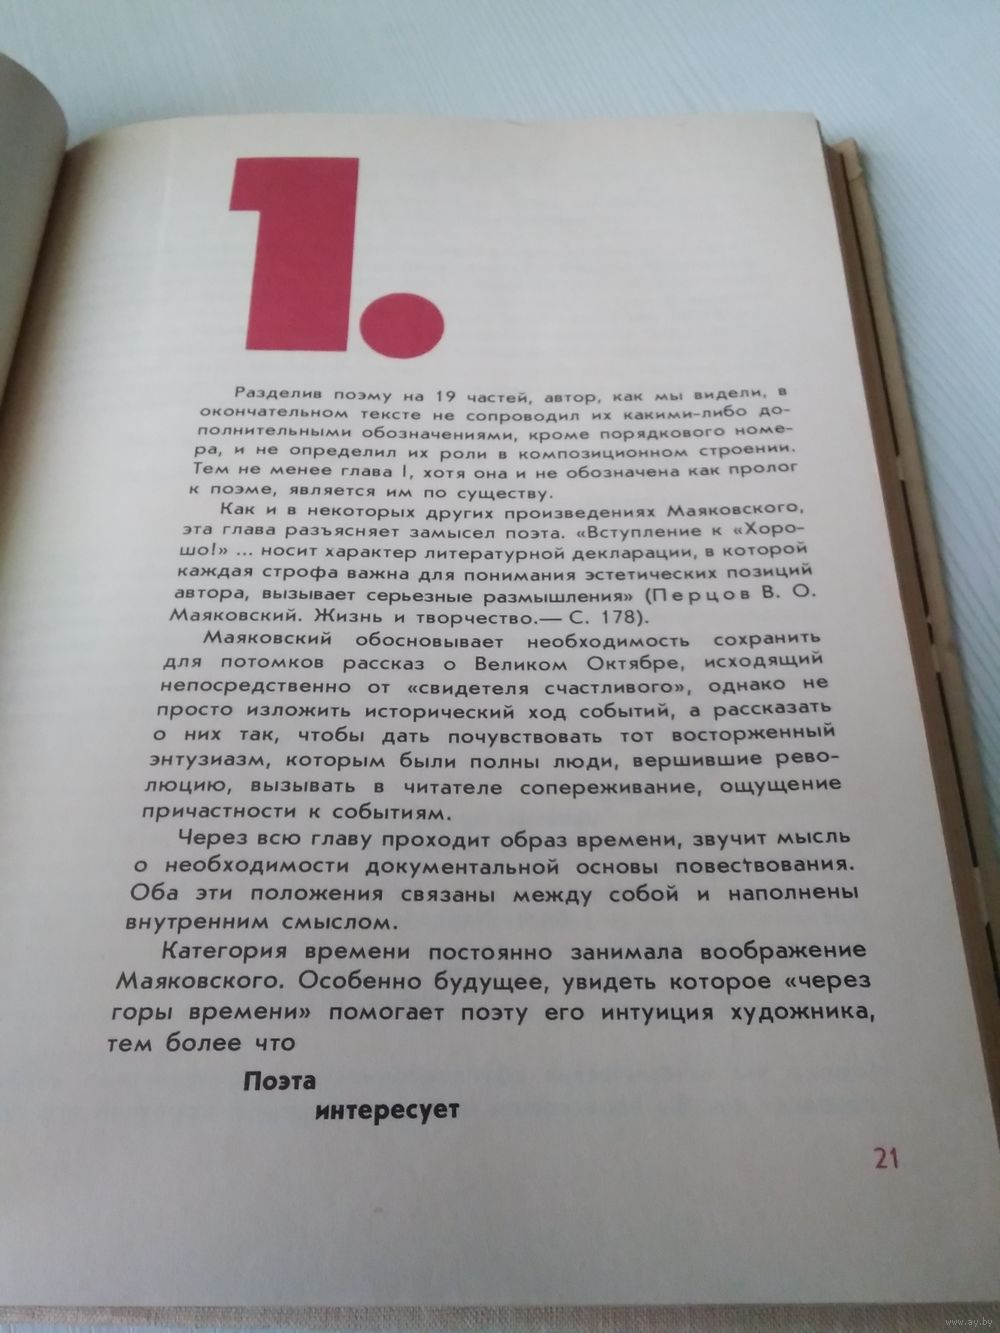 1.
Разделив поэму на 19 частей, автор, как мы видели, в
окончательном тексте не сопроводил их какими-либо до-
полнительными обозначениями, кроме порядкового номе-
ра, и не определил их роли в композиционном строении.
Тем не менее глава I, хотя она и не обозначена как пролог
к поэме, является им по существу.
Как и в некоторых других произведениях Маяковского,
эта глава разъясняет замысел поэта. «Вступление к «Хоро-
шо!» ... носит характер литературной декларации, в которой
каждая строфа важна для понимания эстетических позиций
автора, вызывает серьезные размышления» (Перцов В. О.
Маяковский. Жизнь и творчество.— С. 178).
Маяковский обосновывает необходимость сохранить
для потомков рассказ о Великом Октябре, исходящий
непосредственно от «свидетеля счастливого», однако не
просто изложить исторический ход событий, а рассказать
о них так, чтобы дать почувствовать тот восторженный
энтузиазм, которым были полны люди, вершившие рево-
люцию, вызывать в читателе сопереживание, ощущение
причастности к событиям.
Через всю главу проходит образ времени, звучит мысль
о необходимости документальной основы повествования.
Оба эти положения связаны между собой и наполнены
внутренним смыслом.
Категория времени постоянно занимала воображение
Маяковского. Особенно будущее, увидеть которое «через
горы времени» помогает поэту его интуиция художника,
тем более что
Поэта
интересует
21
www.ay.by